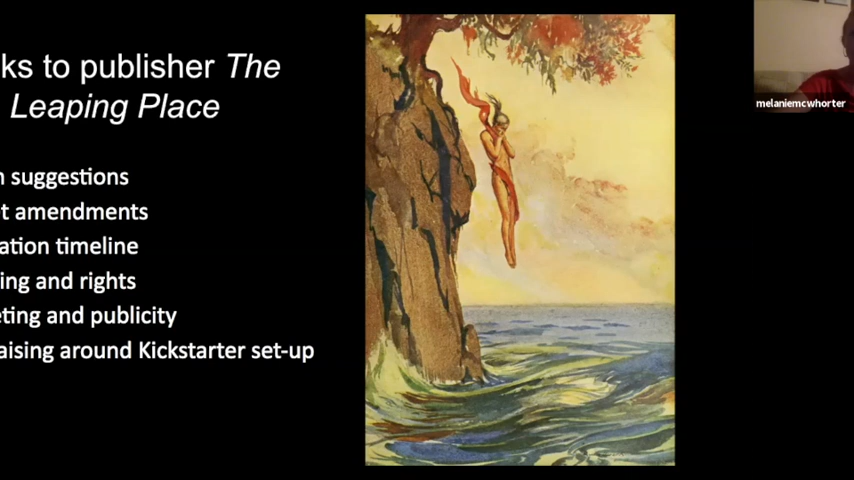 ks to publisher The
Leaping Place
n suggestions
t amendments
ation timeline
ing and rights
eting and publicity
aising around Kickstarter set-up
melaniemcwhorter